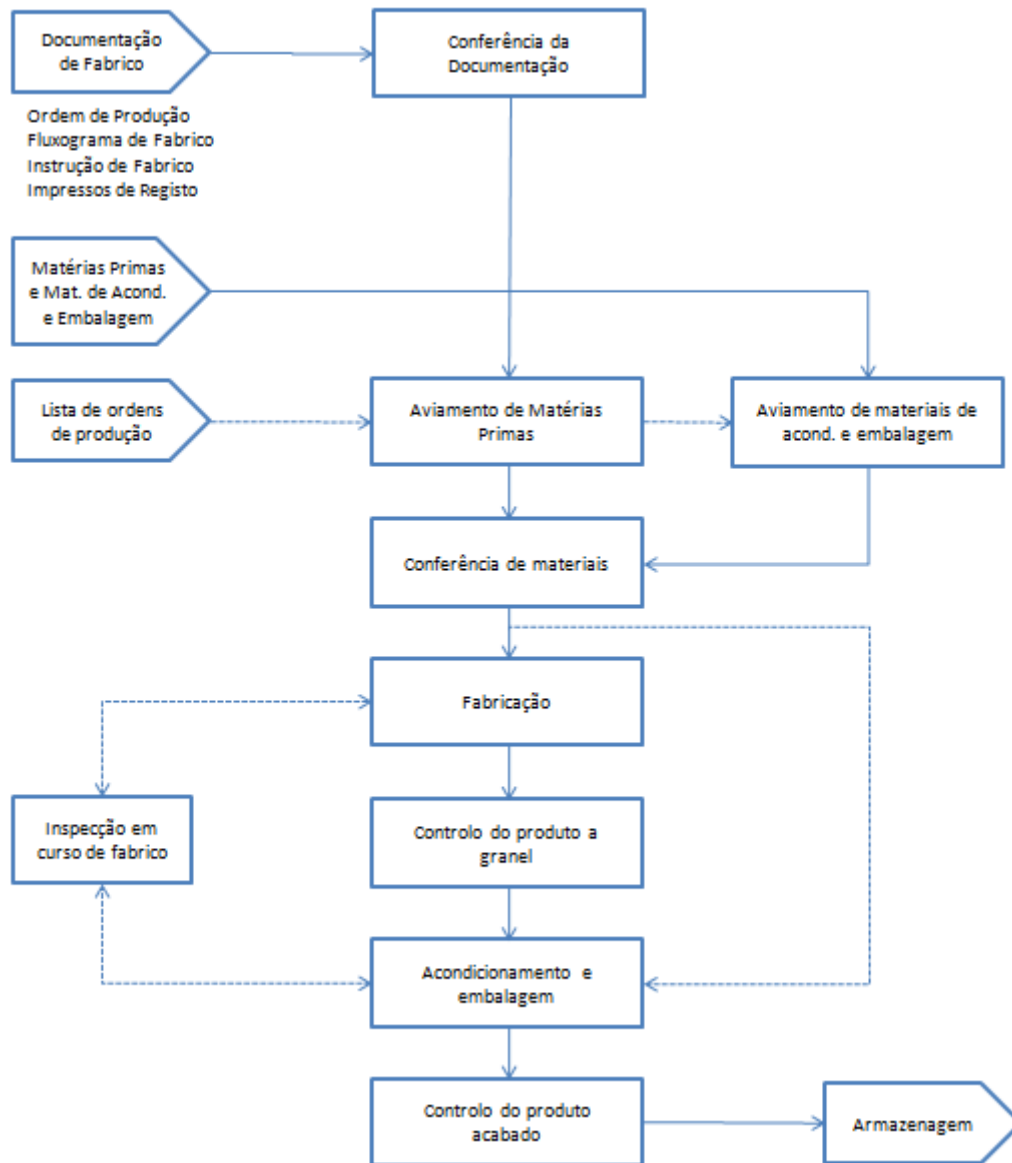 Documentação
de Fabrico
Conferência da
Documentação
Ordem de Produção
Fluxograma de Fabrico
Instrução de Fabrico
Impressos de Registo
Matérias Primas
e Mat. de Acond.
e Embalagem
Lista de ordens
de produção
Aviamento de Matérias
Primas
Aviamento de materiais de
acond. e embalagem
Conferência de materiais
Fabricação
Inspecção em
curso de fabrico
Controlo do produto a
granel
Acondicionamento e
embalagem
Controlo do produto
acabado
Armazenagem